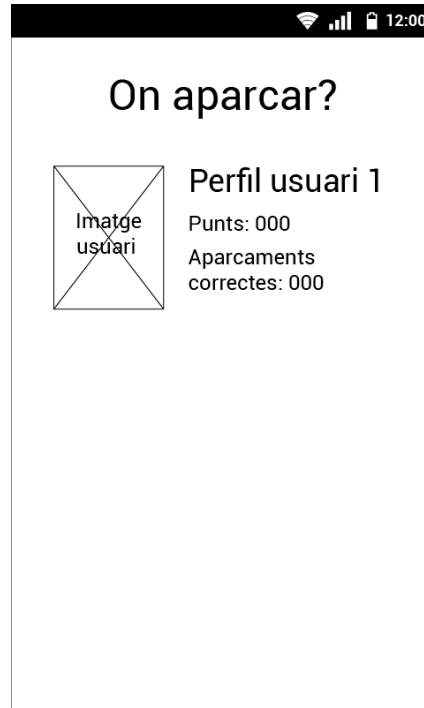 12:00
On aparcar?
Imatge
usuari
Perfil usuari 1
Punts: 000
Aparcaments
correctes: 000